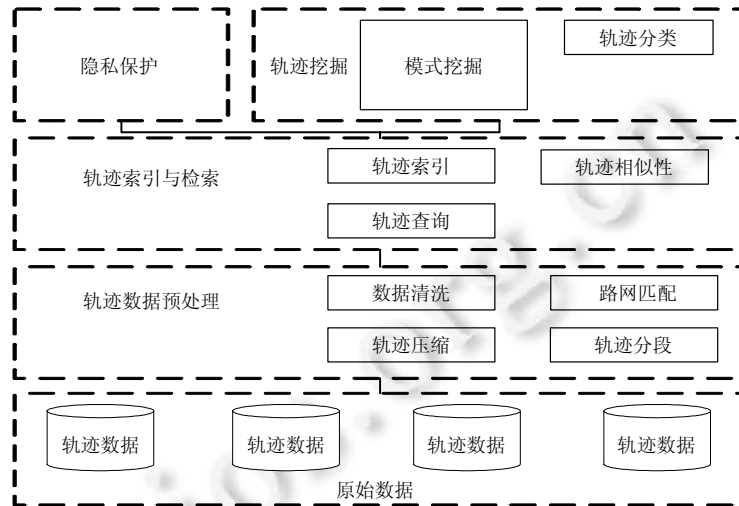 隐私保护
轨迹挖掘
模式挖掘
轨迹分类
轨迹索引与检索
轨迹索引
轨迹相似性
轨迹查询
轨迹数据预处理
数据清洗
路网匹配
轨迹压缩
轨迹分段
轨迹数据
轨迹数据
轨迹数据
轨迹数据
原始数据